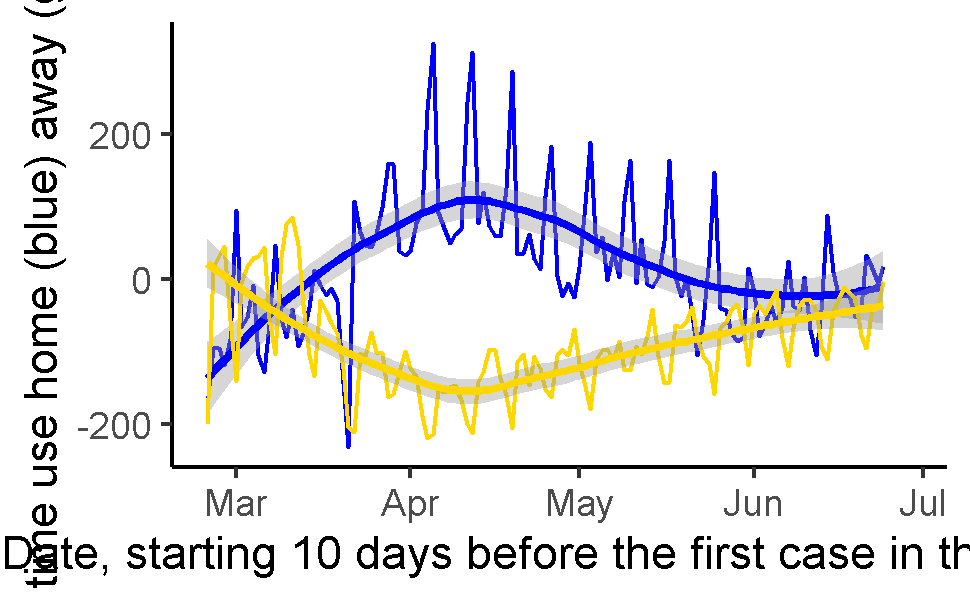 time use home (blue) away (
200
0
-200
Mar Apr May Jun Jul
Date, starting 10 days before the first case in th